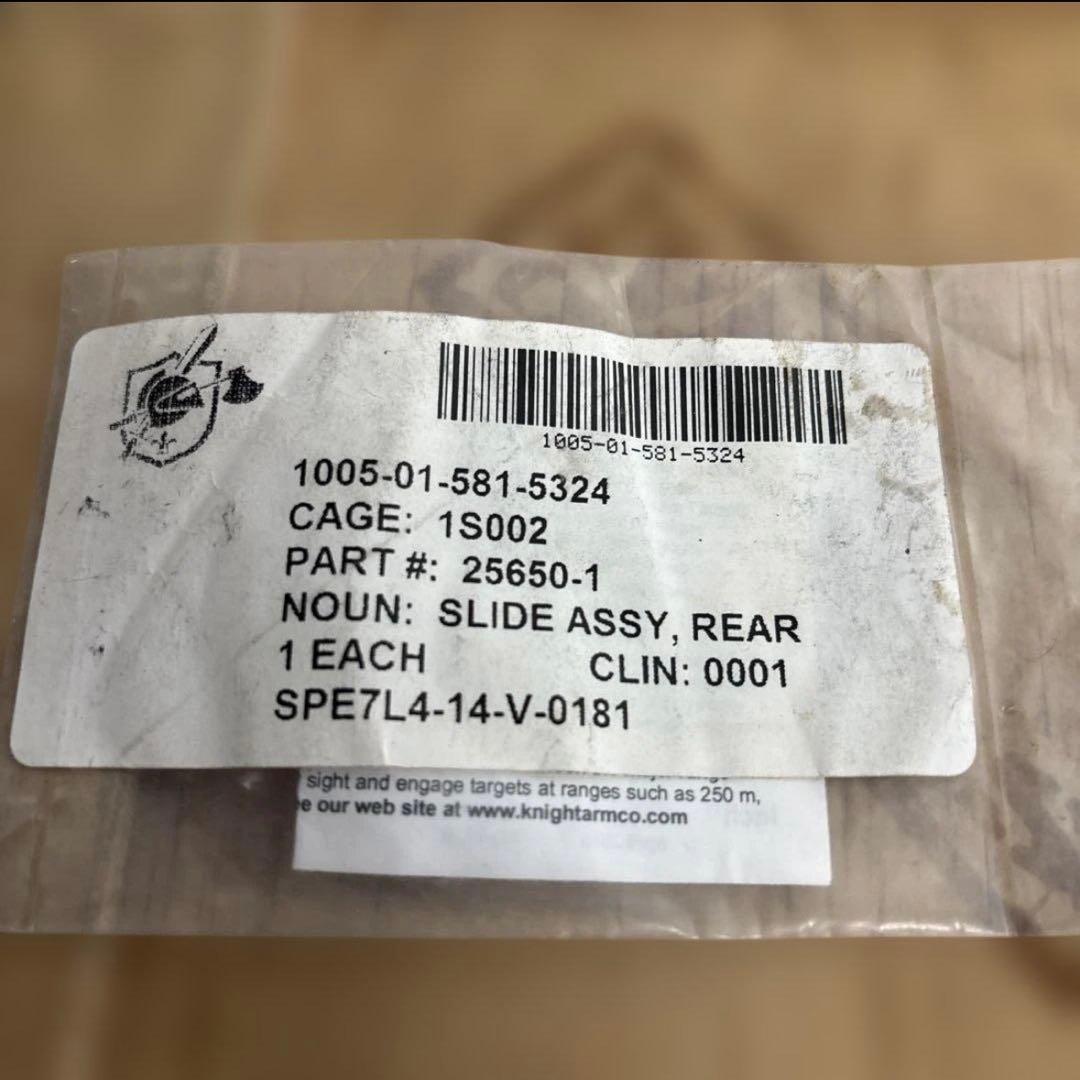 1005-01-581-5324
1005-01-581-5324
CAGE: 1S002
PART #: 25650-1
NOUN: SLIDE ASSY, REAR
1 EACH CLIN: 0001
SPE7L4-14-V-0181
sight and engage targets at ranges such as 250 m,
our web site at www.knightarmco.com